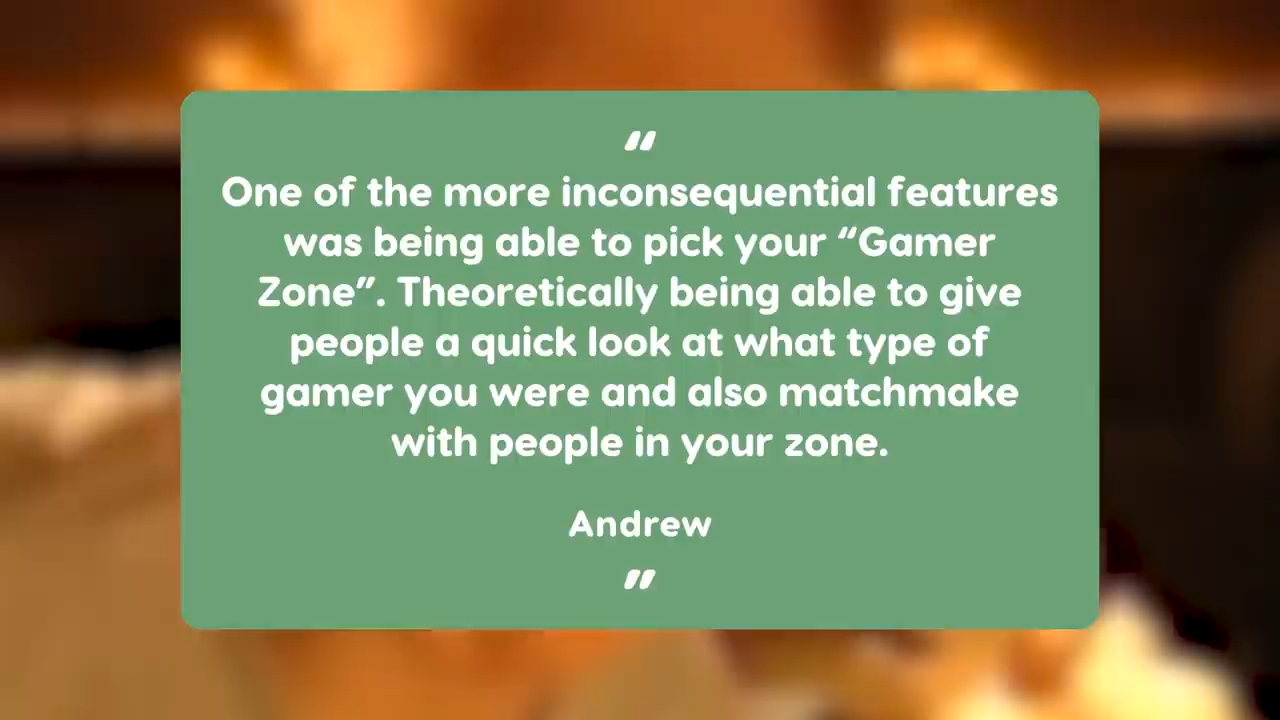 “
One of the more inconsequential features
was being able to pick your “Gamer
Zone”. Theoretically being able to give
people a quick look at what type of
gamer you were and also matchmake
with people in your zone.
Andrew
”